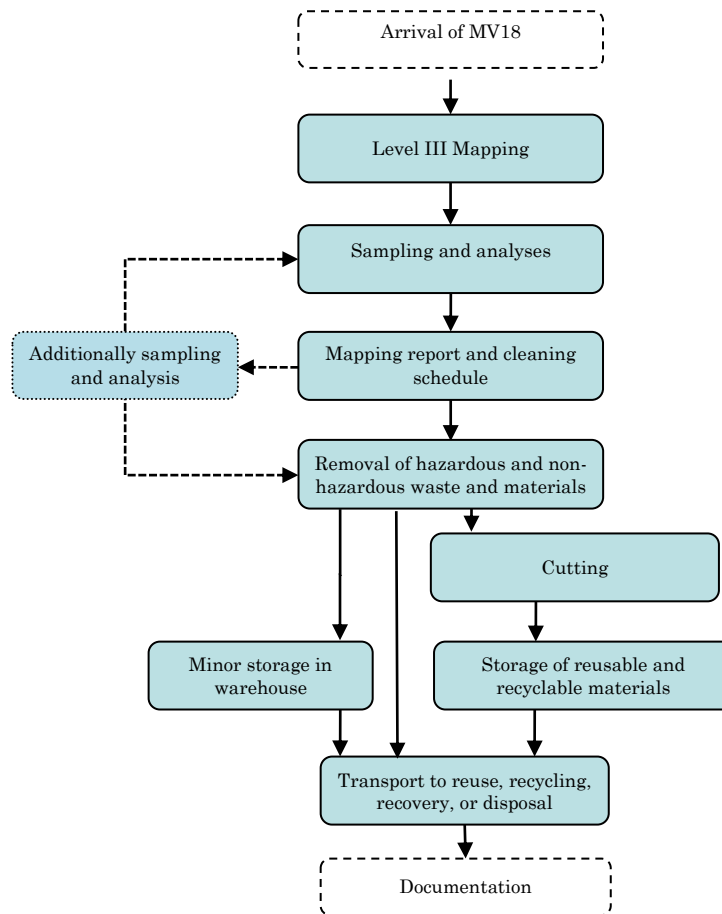 Arrival of MV18
Level III Mapping
Sampling and analyses
Additionally sampling
and analysis
Mapping report and cleaning
schedule
Removal of hazardous and non-
hazardous waste and materials
Cutting
Minor storage in
warehouse
Storage of reusable and
recyclable materials
Transport to reuse, recycling,
recovery, or disposal
Documentation